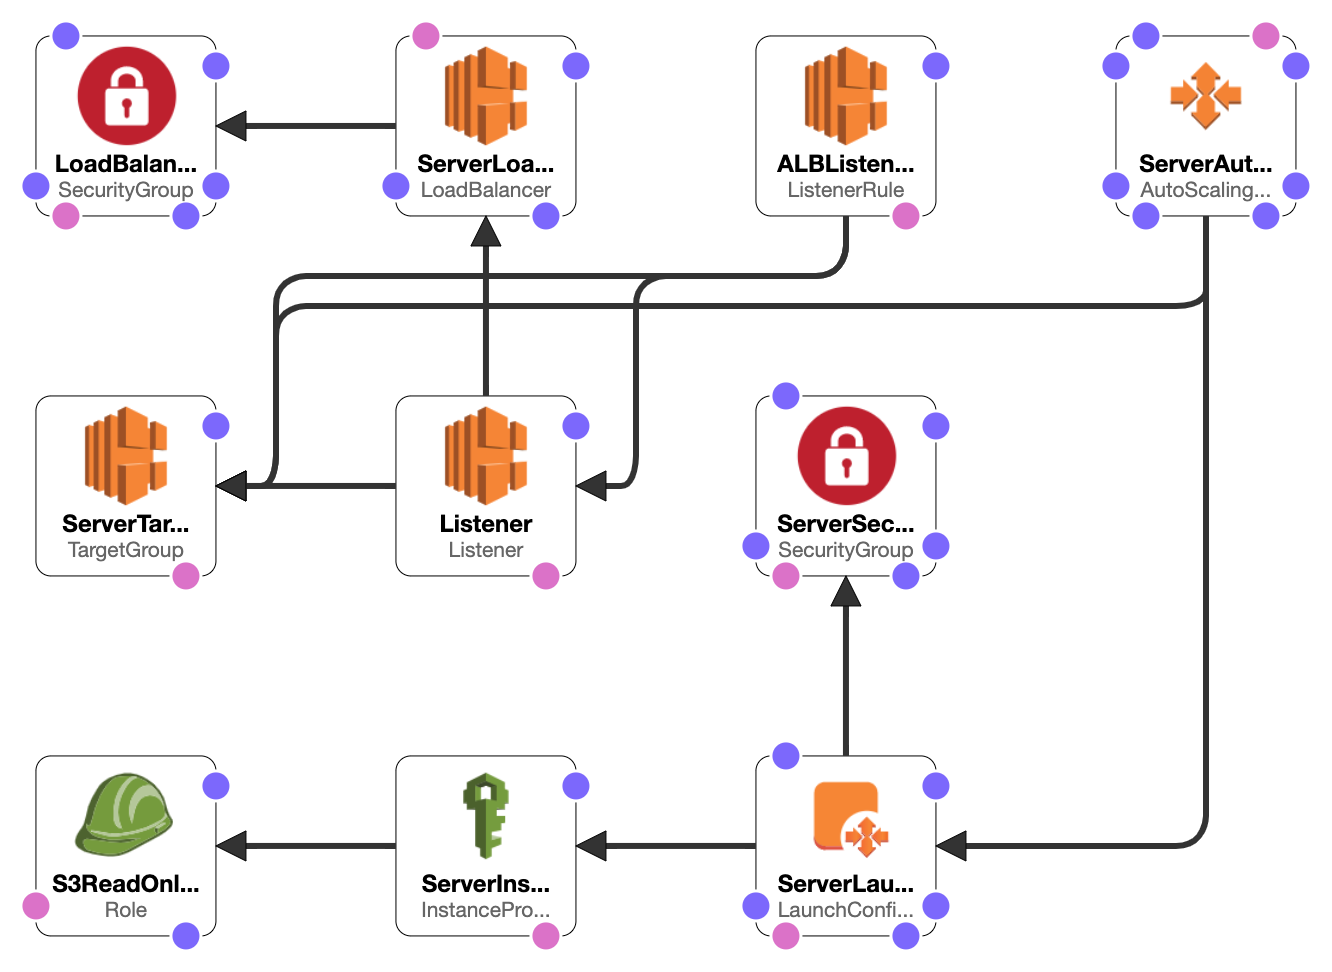 LoadBalan...
SecurityGroup
ServerLoa...
LoadBalancer
ALBListen...
ListenerRule
ServerAut...
AutoScaling...
ServerTar...
TargetGroup
Listener
Listener
ServerSec...
SecurityGroup
S3ReadOnl...
Role
ServerIns...
InstancePro...
ServerLau...
LaunchConfi...